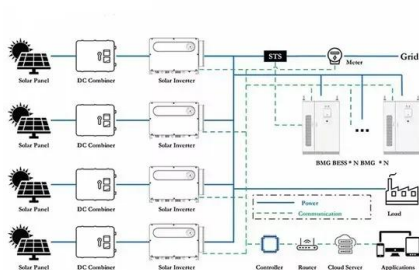 STS
Grid
Meter
Solar Panel
DC Combiner
Solar Inverter
Solar Panel
DC Combiner
Solar Inverter
BMG BESS * N BMG * N
Solar Panel
DC Combiner
Solar Inverter
Power
Communication
Load
Solar Panel
DC Combiner
Solar Inverter
Controller
Router
Cloud Server
Applications